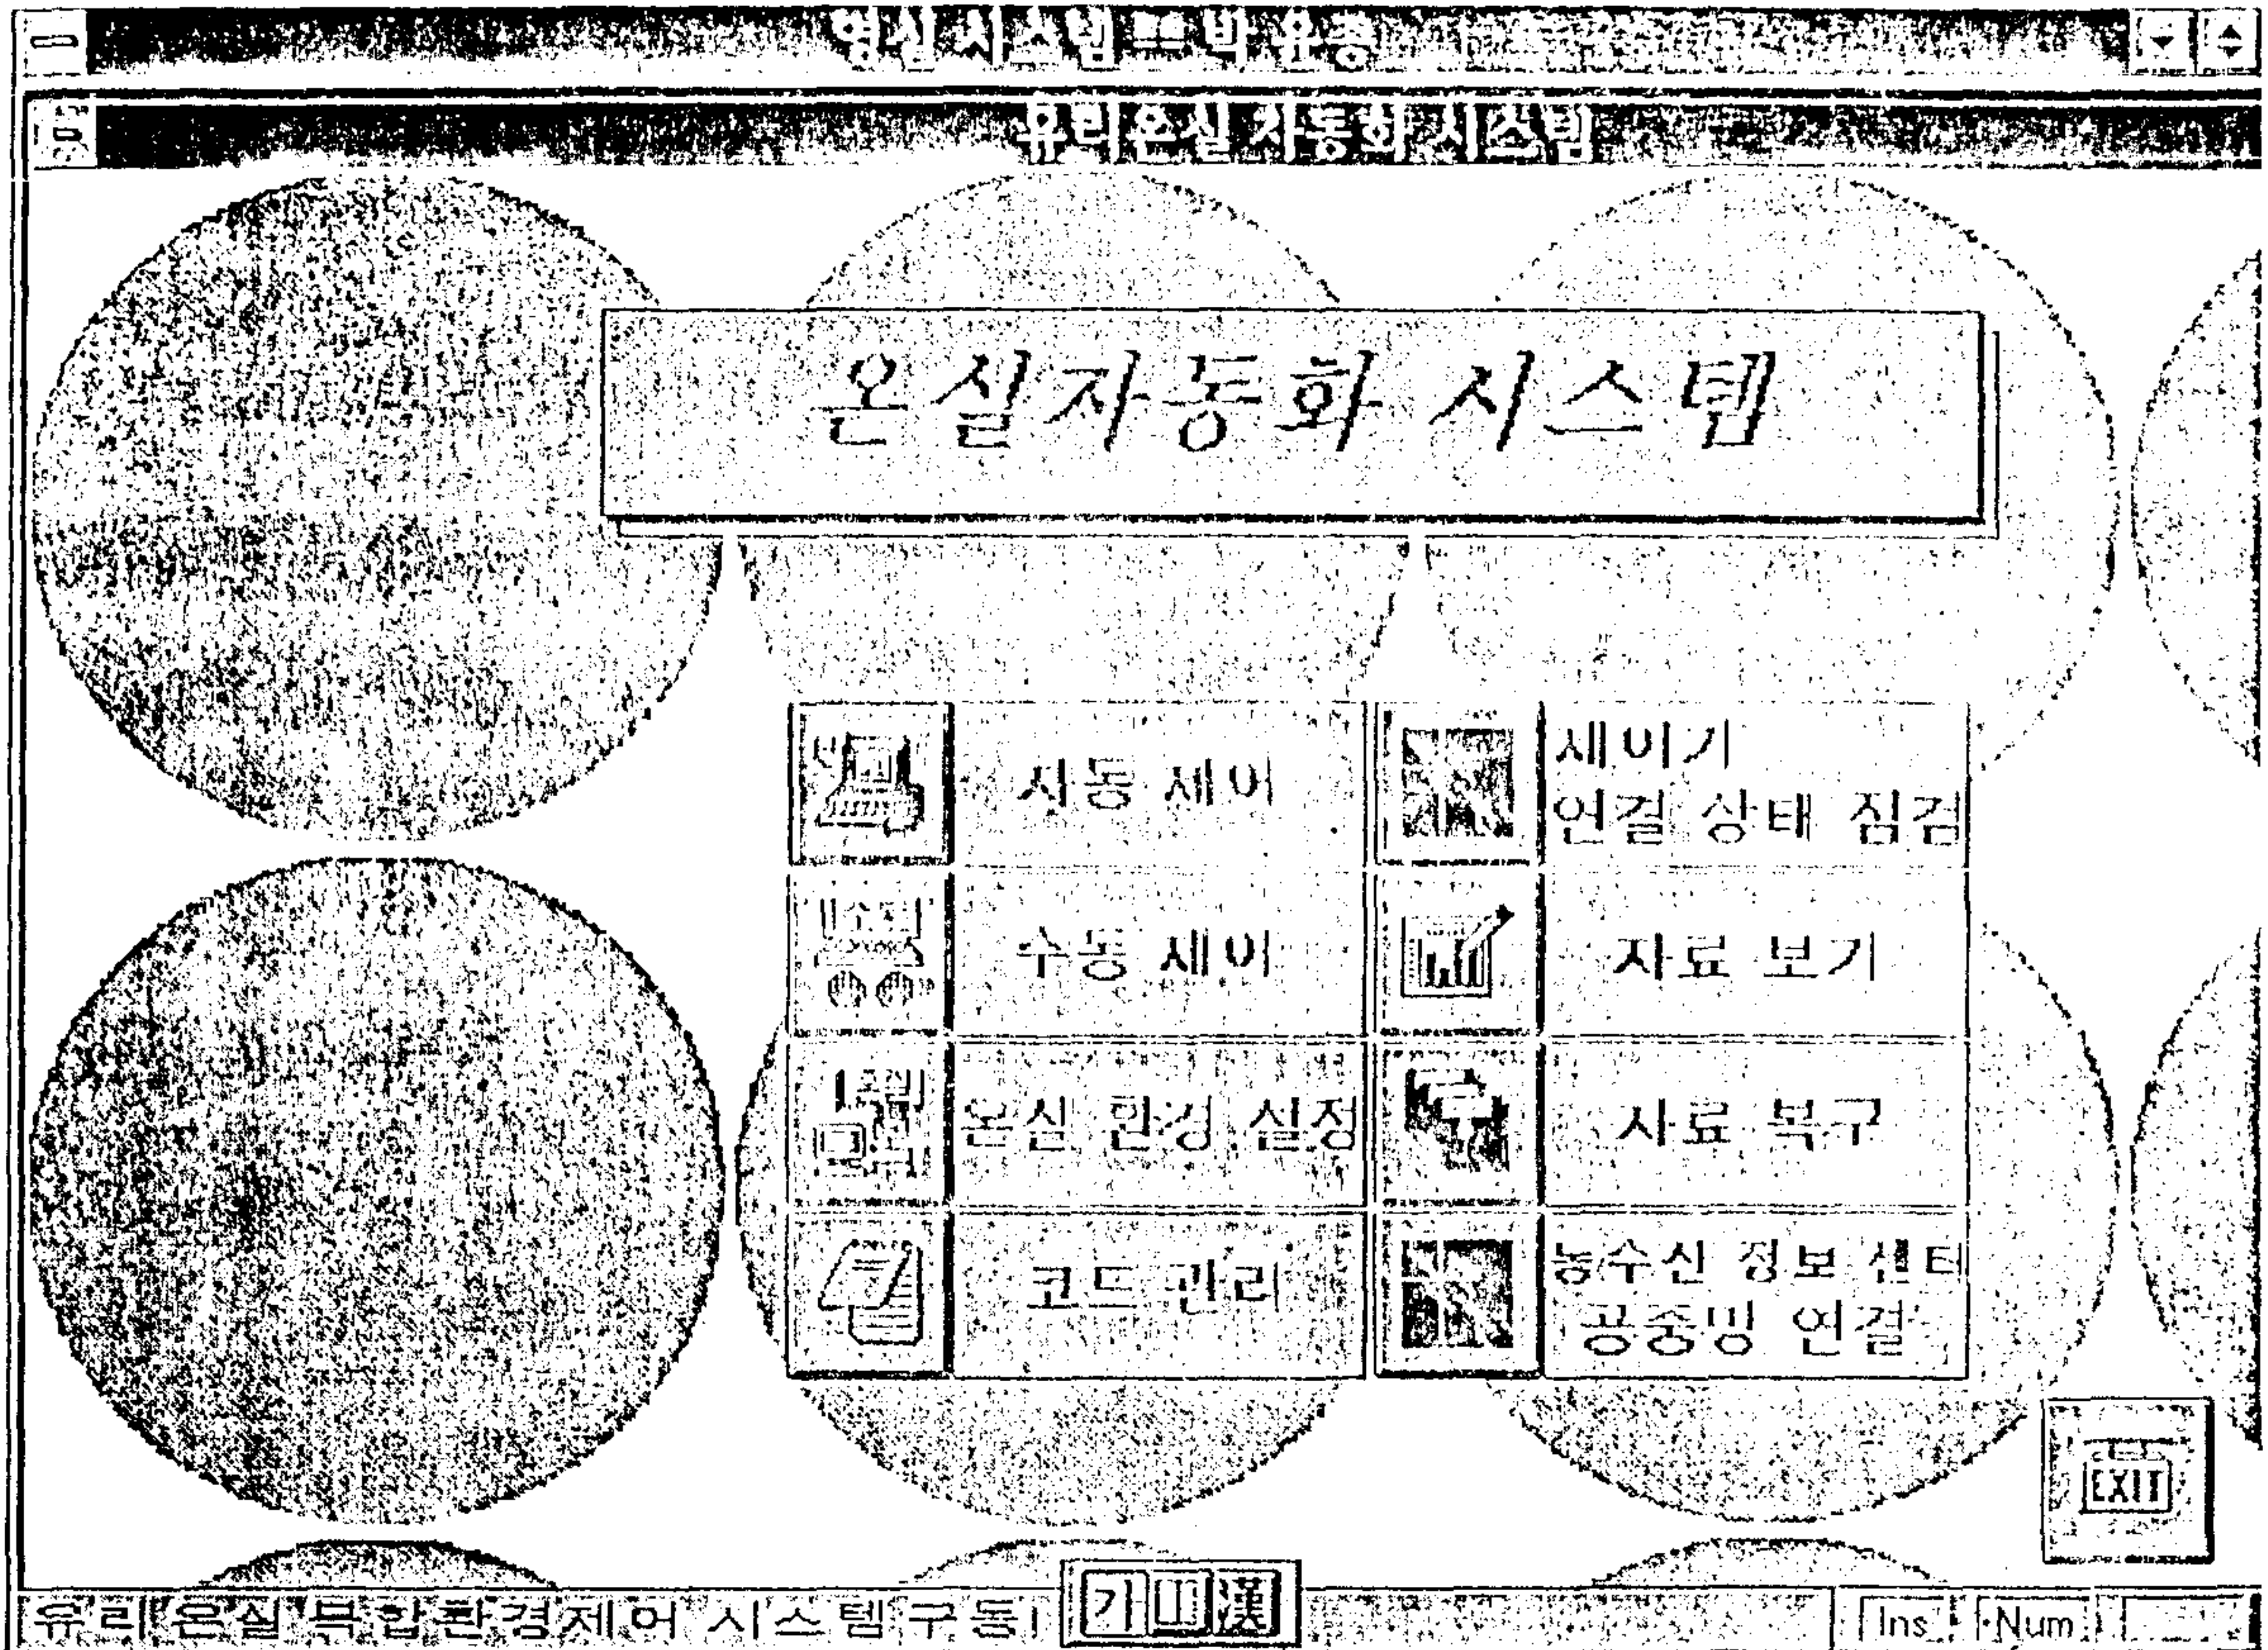 유리온실 자동화 시스템
온실자동화 시스템
자동 제어
제어기
연결 상태 점검
수동 제어
자료 보기
온실 환경 설정
자료 복구
코드 관리
농수산 정보 센터
공중망 연결
EXIT
유리온실 복합환경제어 시스템 구동
가 漢
Ins
Num